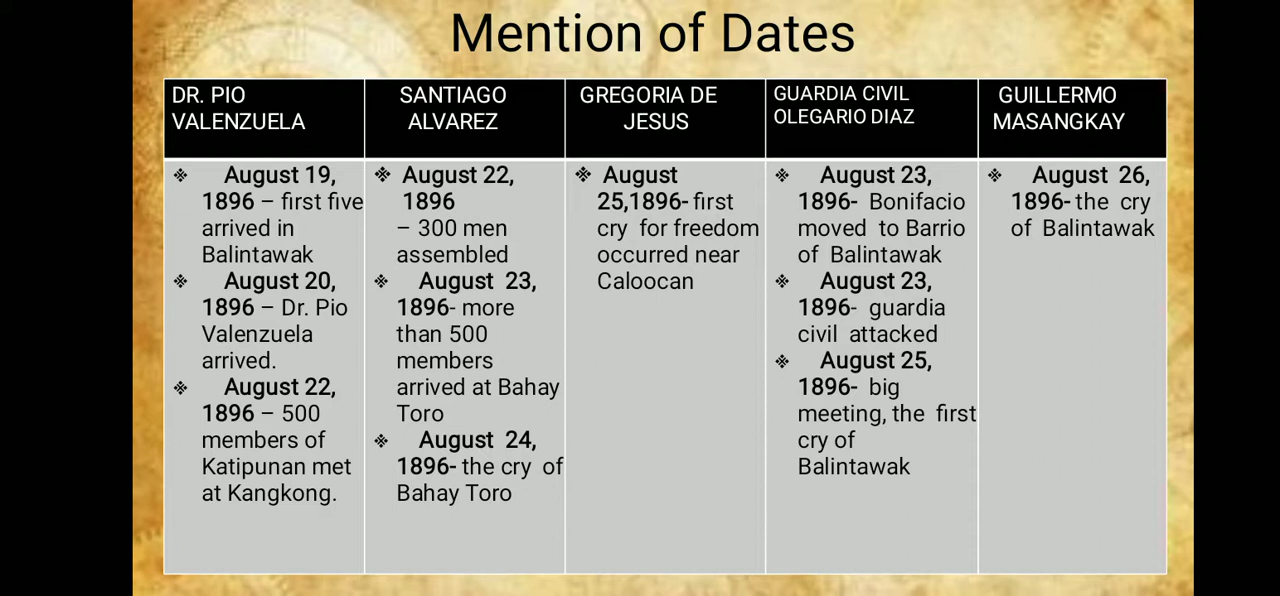 Mention of Dates
DR. PIO
VALENZUELA
SANTIAGO
ALVAREZ
GREGORIA DE
JESUS
GUARDIA CIVIL
OLEGARIO DIAZ
GUILLERMO
MASANGKAY
❖ August 19,
1896 – first five
arrived in
Balintawak
❖ August 20,
1896 – Dr. Pio
Valenzuela
arrived.
❖ August 22,
1896 – 500
members of
Katipunan met
at Kangkong.
❖ August 22,
1896
– 300 men
assembled
❖ August 23,
1896- more
than 500
members
arrived at Bahay
Toro
❖ August 24,
1896- the cry of
Bahay Toro
❖ August
25,1896- first
cry for freedom
occurred near
Caloocan
❖ August 23,
1896- Bonifacio
moved to Barrio
of Balintawak
❖ August 23,
1896- guardia
civil attacked
❖ August 25,
1896- big
meeting, the first
cry of
Balintawak
❖ August 26,
1896- the cry
of Balintawak